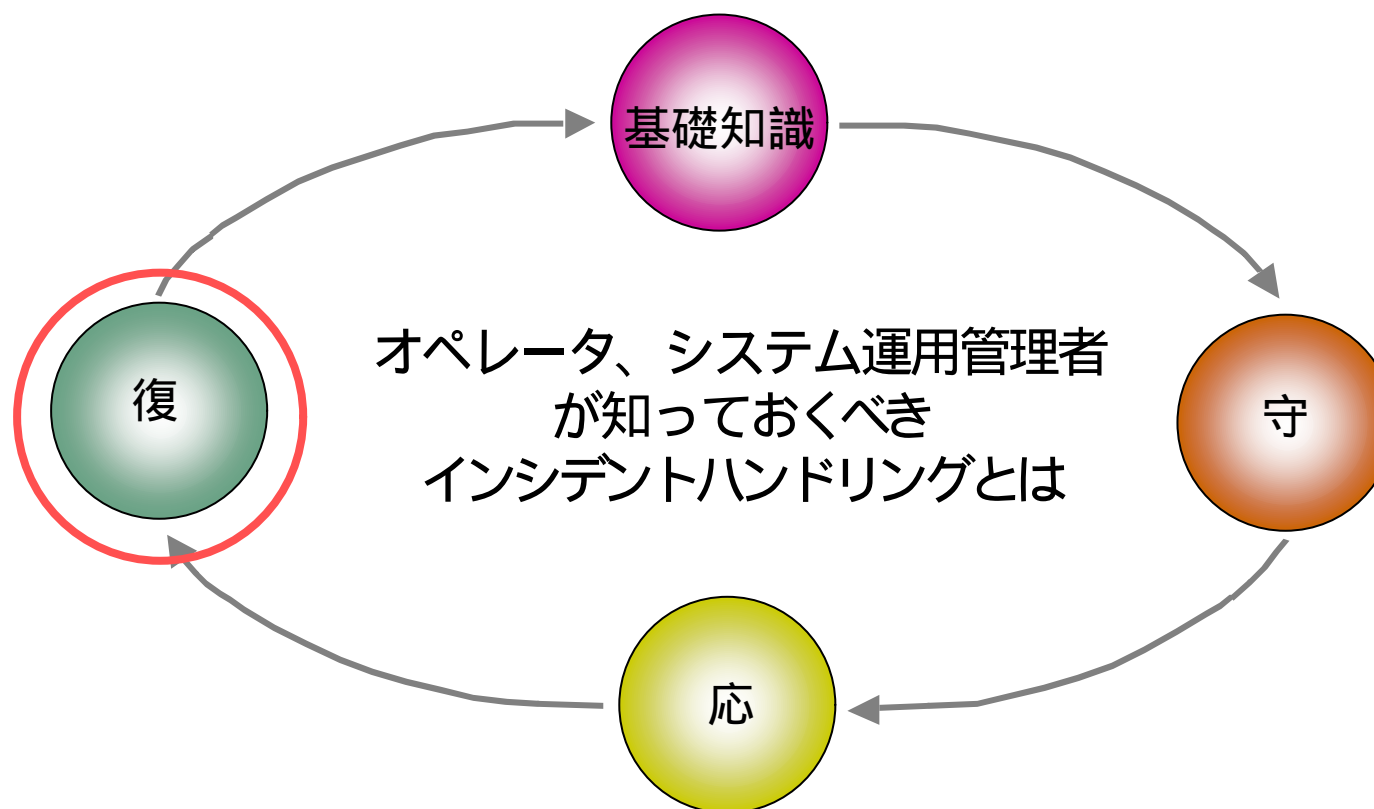 基礎知識
復
オペレータ、システム運用管理者
が知っておくべき
インシデントハンドリングとは
守
応